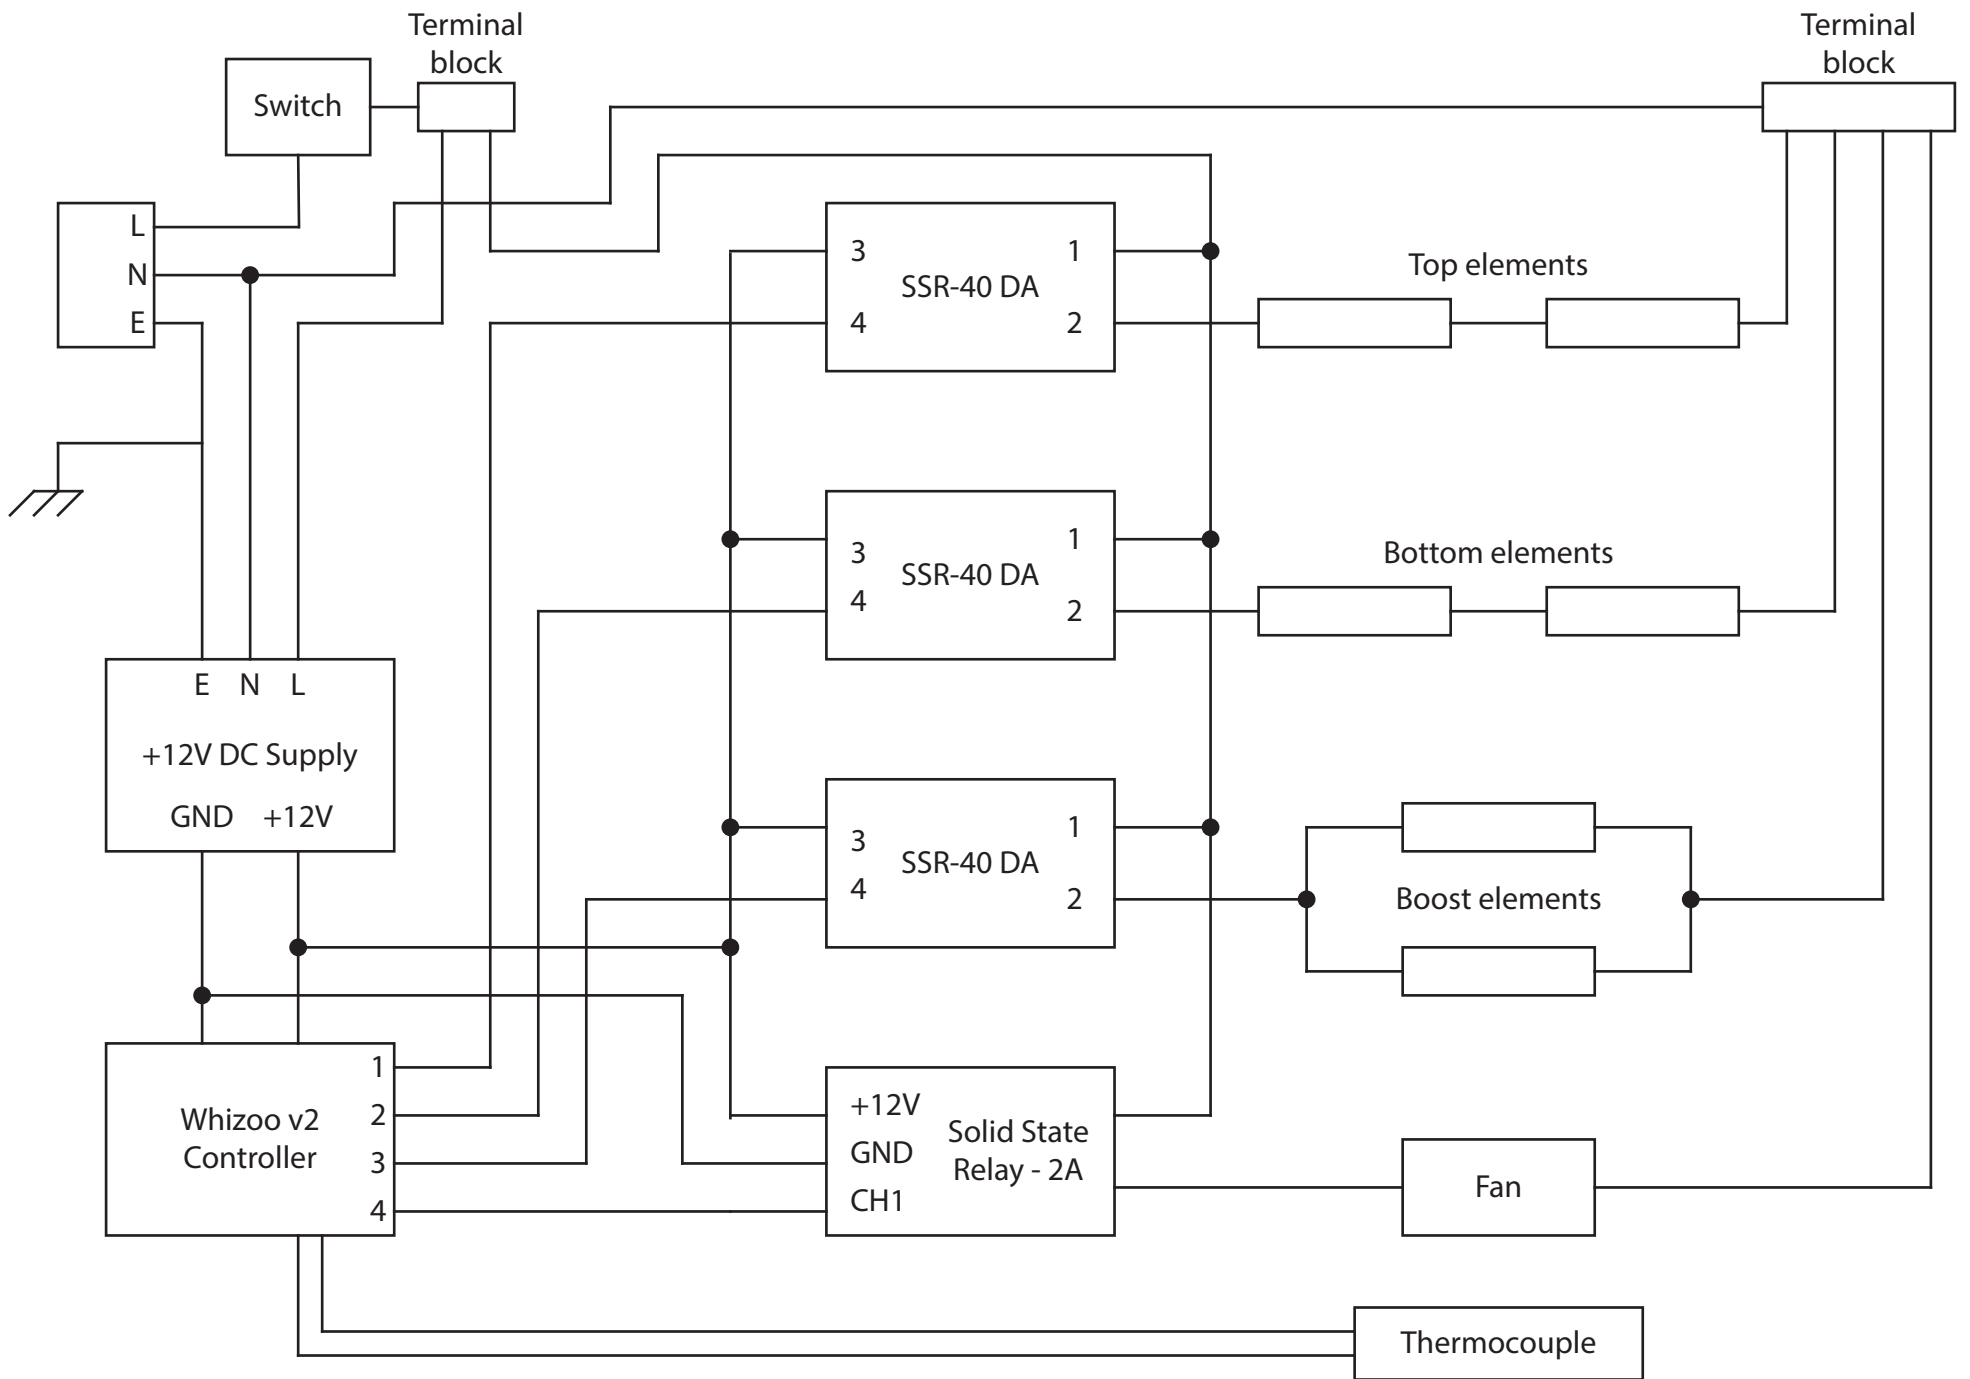 Terminal
block
Terminal
block
Switch
L
N
E
3
1
SSR-40 DA
4
2
Top elements
3
1
SSR-40 DA
4
2
Bottom elements
E N L
+12V DC Supply
GND +12V
3
1
SSR-40 DA
4
2
Boost elements
Whizoo v2
Controller
1
2
3
4
+12V
GND
CH1
Solid State
Relay - 2A
Fan
Thermocouple